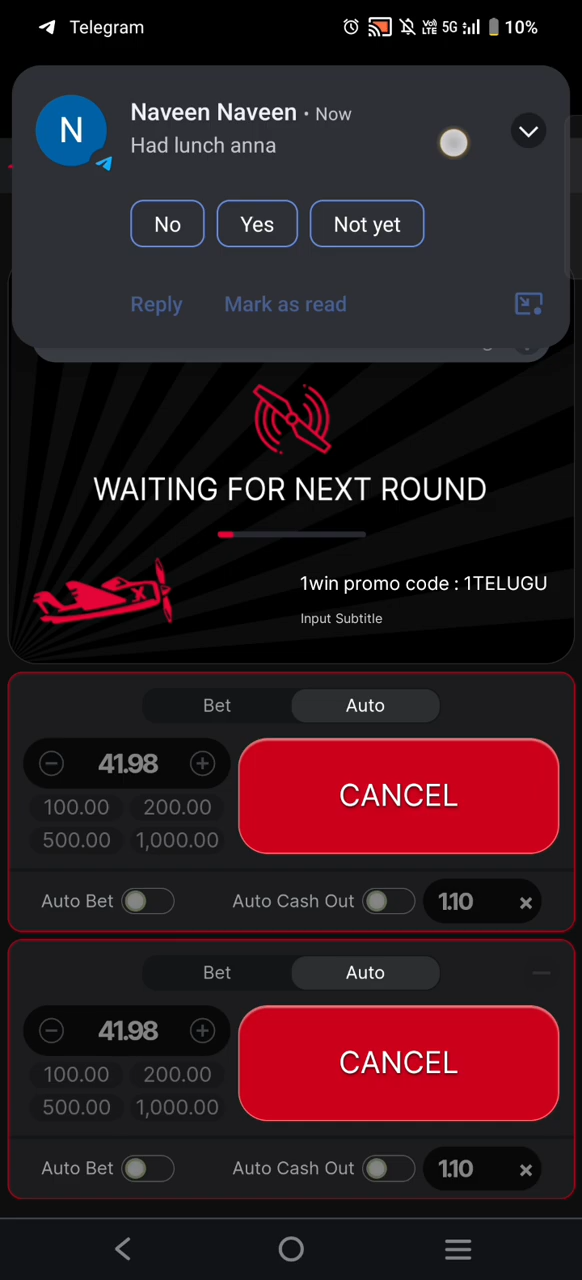 Telegram
Vo)) LTE 5G 10%
N
Naveen Naveen • Now
Had lunch anna
No Yes Not yet
Reply Mark as read
WAITING FOR NEXT ROUND
X
1win promo code : 1TELUGU
Input Subtitle
Bet Auto
41.98
CANCEL
100.00 200.00
500.00 1,000.00
Auto Bet Auto Cash Out 1.10 ×
Bet Auto
41.98
CANCEL
100.00 200.00
500.00 1,000.00
Auto Bet Auto Cash Out 1.10 ×